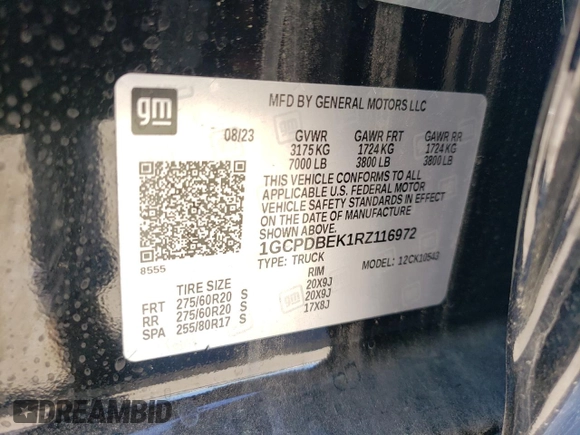 gm
MFD BY GENERAL MOTORS LLC
08/23 GVWR GAWR FRT GAWR RR
3175 KG 1724 KG 1724 KG
7000 LB 3800 LB 3800 LB
THIS VEHICLE CONFORMS TO ALL
APPLICABLE U.S. FEDERAL MOTOR
VEHICLE SAFETY STANDARDS IN EFFECT
ON THE DATE OF MANUFACTURE
SHOWN ABOVE.
1GCPDBEK1RZ116972
TYPE: TRUCK MODEL: 12CK10543
8555
TIRE SIZE RIM
FRT 275/60R20 S 20X9J
RR 275/60R20 S 20X9J
SPA 255/80R17 S 17X8J
DREAMBID